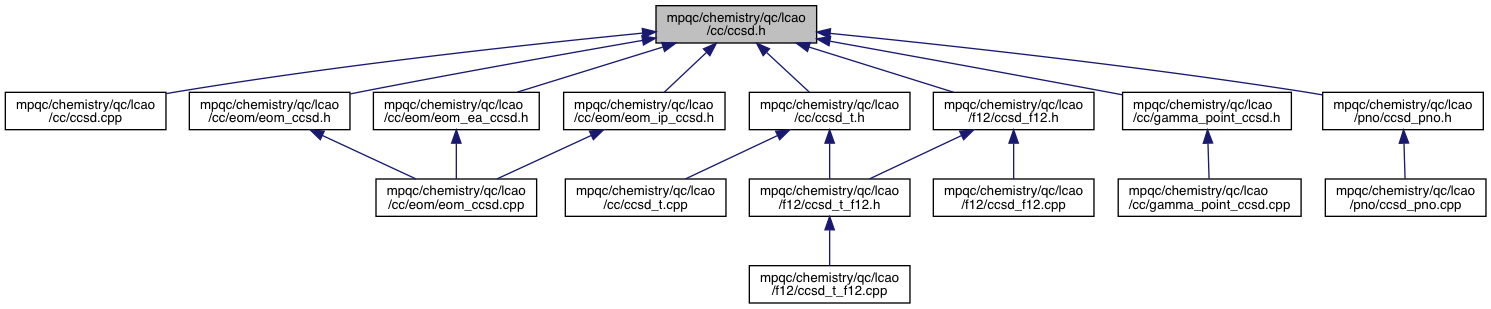 mpqc/chemistry/qc/lcao
/cc/ccsd.h
mpqc/chemistry/qc/lcao
/cc/ccsd.cpp
mpqc/chemistry/qc/lcao
/cc/eom/eom_ccsd.h
mpqc/chemistry/qc/lcao
/cc/eom/eom_ea_ccsd.h
mpqc/chemistry/qc/lcao
/cc/eom/eom_ip_ccsd.h
mpqc/chemistry/qc/lcao
/cc/ccsd_t.h
mpqc/chemistry/qc/lcao
/f12/ccsd_f12.h
mpqc/chemistry/qc/lcao
/cc/gamma_point_ccsd.h
mpqc/chemistry/qc/lcao
/pno/ccsd_pno.h
mpqc/chemistry/qc/lcao
/cc/eom/eom_ccsd.cpp
mpqc/chemistry/qc/lcao
/cc/ccsd_t.cpp
mpqc/chemistry/qc/lcao
/f12/ccsd_t_f12.h
mpqc/chemistry/qc/lcao
/f12/ccsd_f12.cpp
mpqc/chemistry/qc/lcao
/cc/gamma_point_ccsd.cpp
mpqc/chemistry/qc/lcao
/pno/ccsd_pno.cpp
mpqc/chemistry/qc/lcao
/f12/ccsd_t_f12.cpp